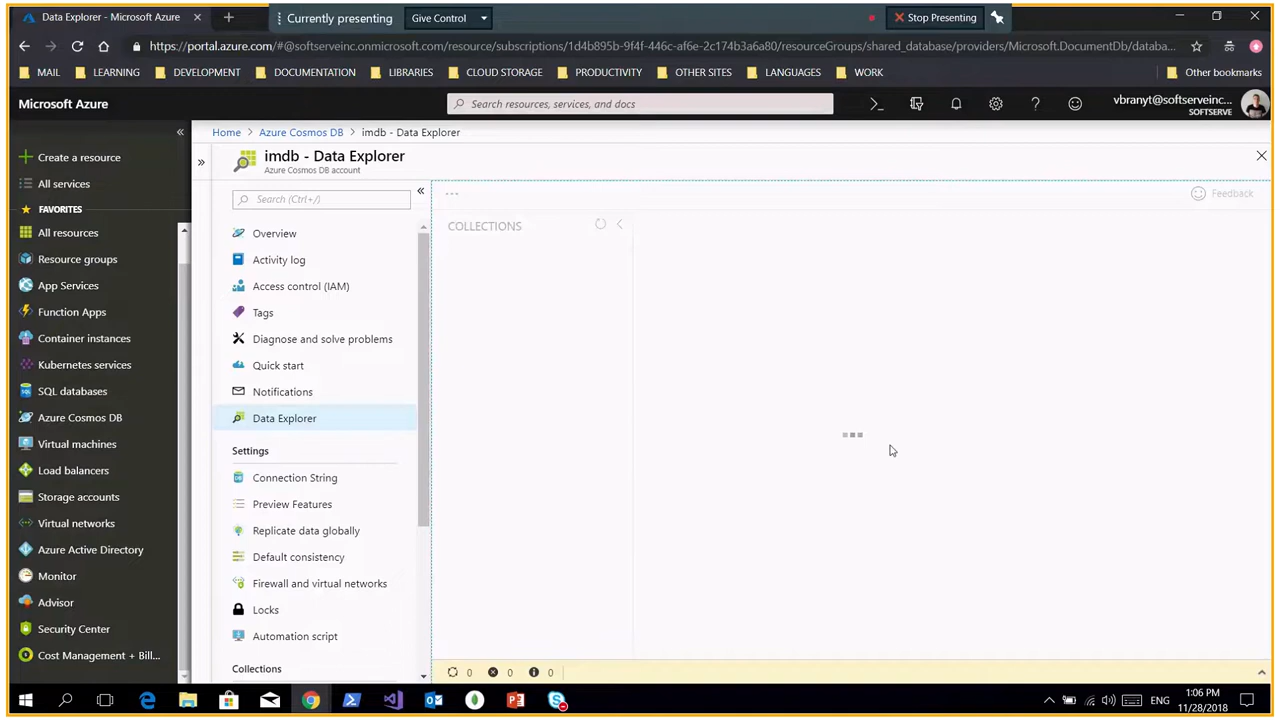 Data Explorer - Microsoft Azure
Currently presenting
Give Control
Stop Presenting
https://portal.azure.com/#@softserveinc.onmicrosoft.com/resource/subscriptions/1d4b895b-9f4f-446c-af6e-2c174b3a6a80/resourceGroups/shared_database/providers/Microsoft.DocumentDb/databa...
MAIL
LEARNING
DEVELOPMENT
DOCUMENTATION
LIBRARIES
CLOUD STORAGE
PRODUCTIVITY
OTHER SITES
LANGUAGES
WORK
Other bookmarks
Microsoft Azure
Search resources, services, and docs
vbranyt@softserveinc...
SOFTSERVE
Create a resource
All services
FAVORITES
All resources
Resource groups
App Services
Function Apps
Container instances
Kubernetes services
SQL databases
Azure Cosmos DB
Virtual machines
Load balancers
Storage accounts
Virtual networks
Azure Active Directory
Monitor
Advisor
Security Center
Cost Management + Bill...
Home > Azure Cosmos DB > imdb - Data Explorer
imdb - Data Explorer
Azure Cosmos DB account
Search (Ctrl+/)
Overview
Activity log
Access control (IAM)
Tags
Diagnose and solve problems
Quick start
Notifications
Data Explorer
Settings
Connection String
Preview Features
Replicate data globally
Default consistency
Firewall and virtual networks
Locks
Automation script
Collections
...
Feedback
COLLECTIONS
0 0 0
ENG
1:06 PM
11/28/2018